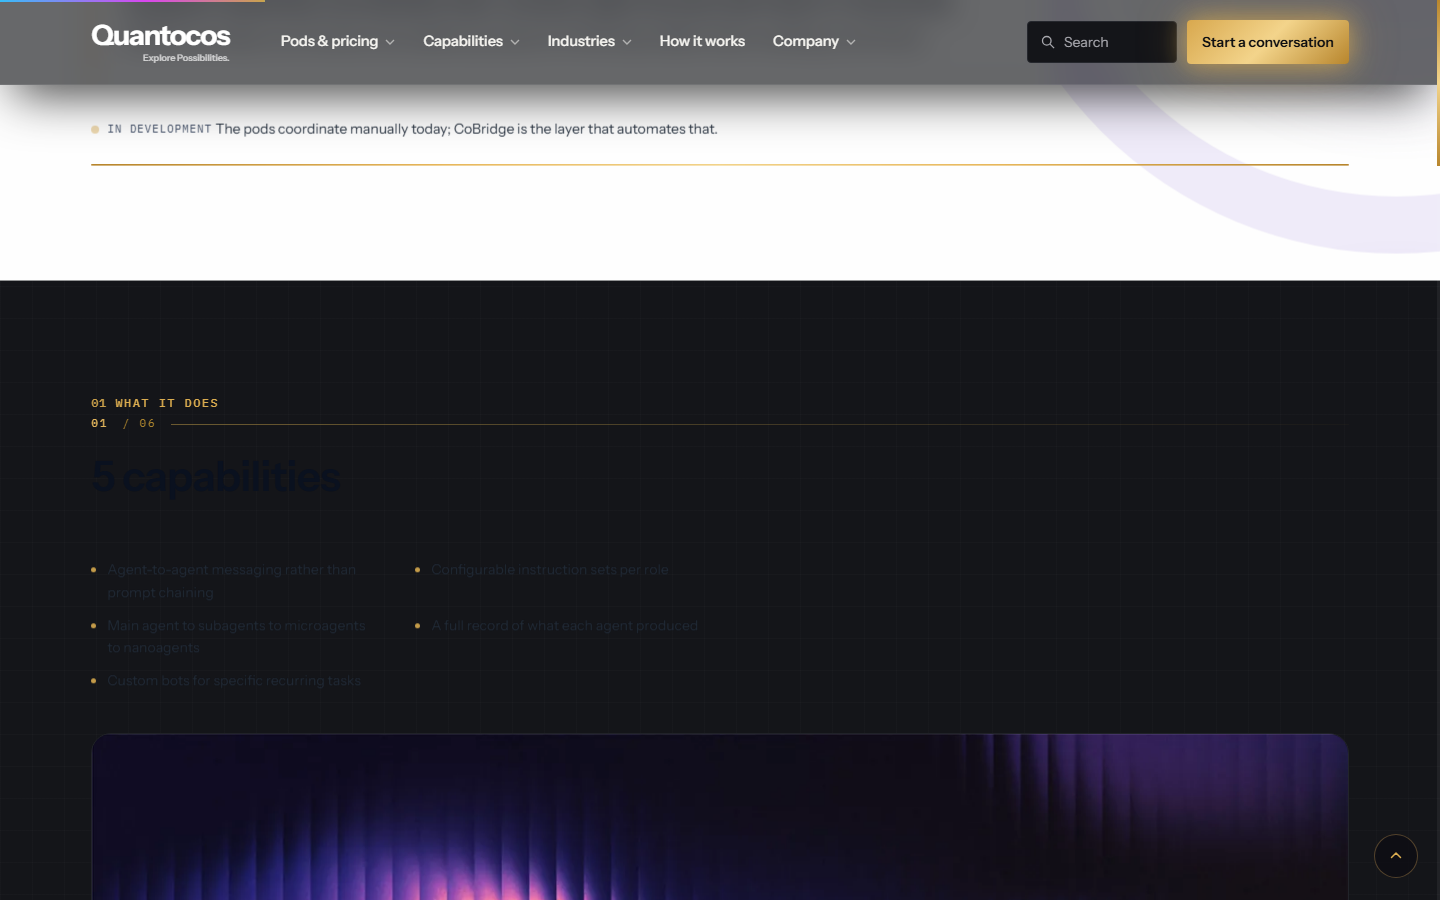 Quantocos
Explore Possibilities.
Pods & pricing
Capabilities
Industries
How it works
Company
Search
Start a conversation
IN DEVELOPMENT The pods coordinate manually today; CoBridge is the layer that automates that.
01 WHAT IT DOES
01 / 06
5 capabilities
Agent-to-agent messaging rather than
prompt chaining
Configurable instruction sets per role
Main agent to subagents to microagents
to nanoagents
A full record of what each agent produced
Custom bots for specific recurring tasks